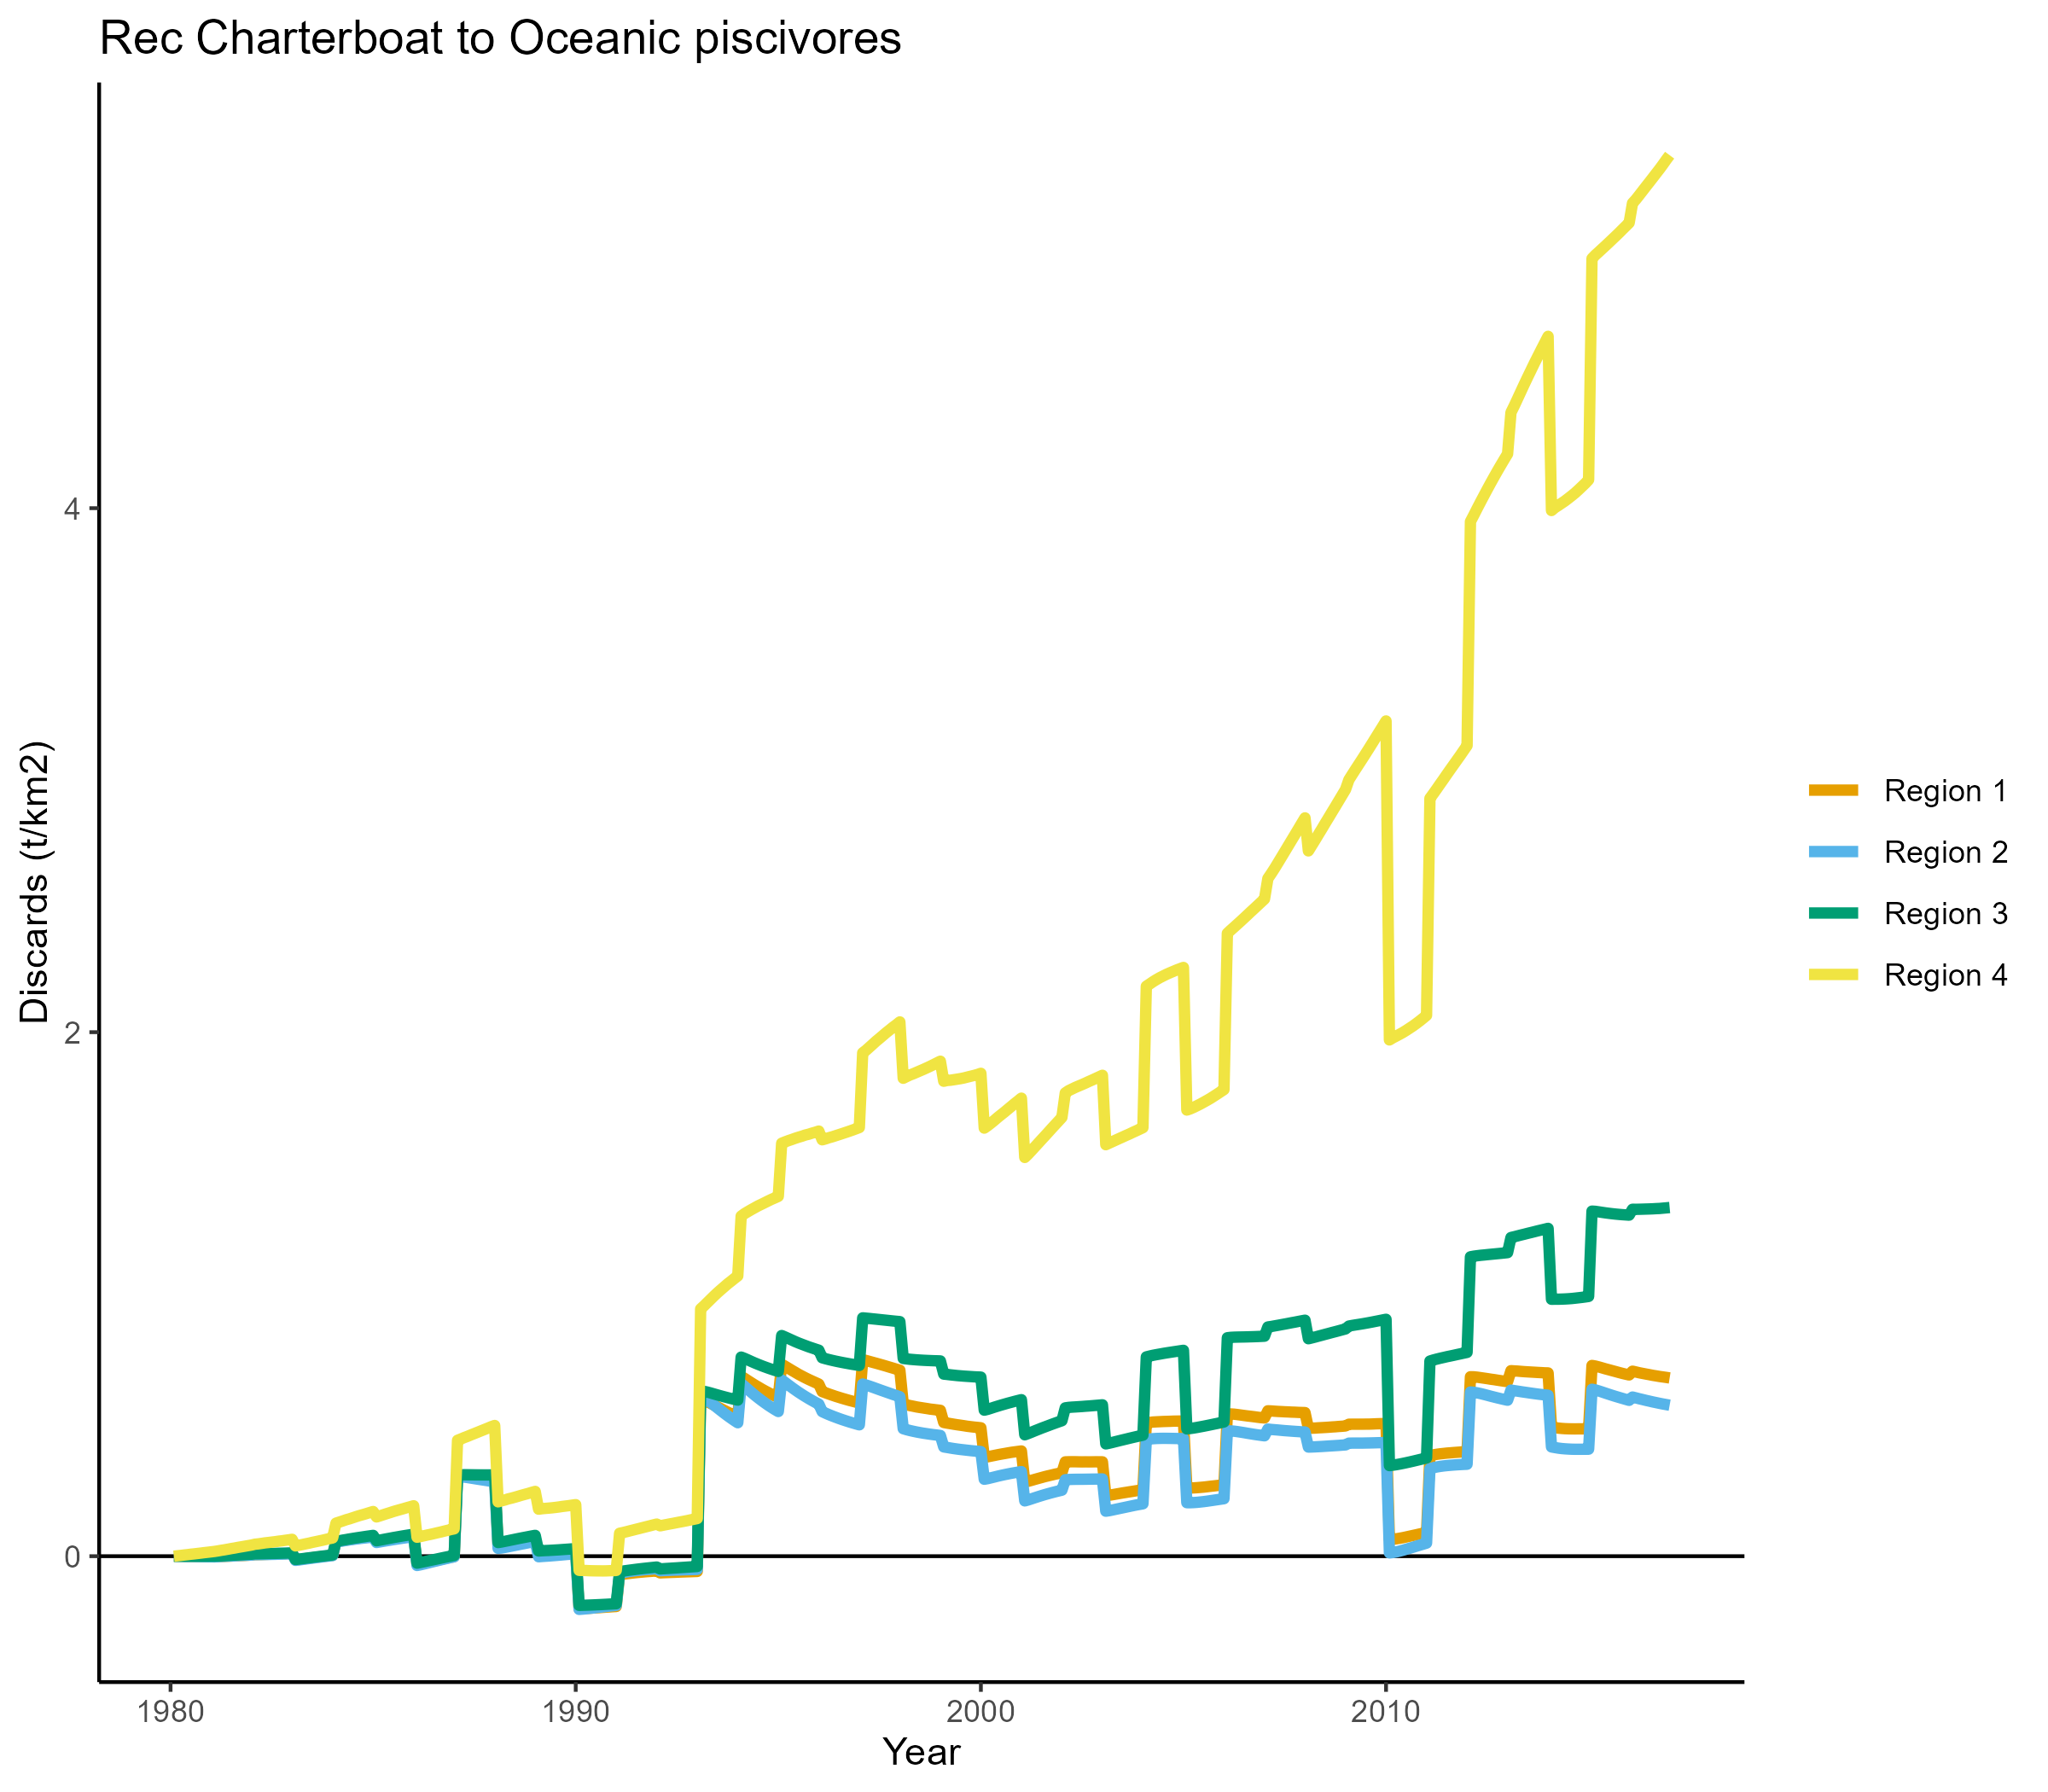 Rec Charterboat to Oceanic piscivores
Discards (t/km2)
4
2
0
1980
1990
2000
2010
Year
Region 1
Region 2
Region 3
Region 4